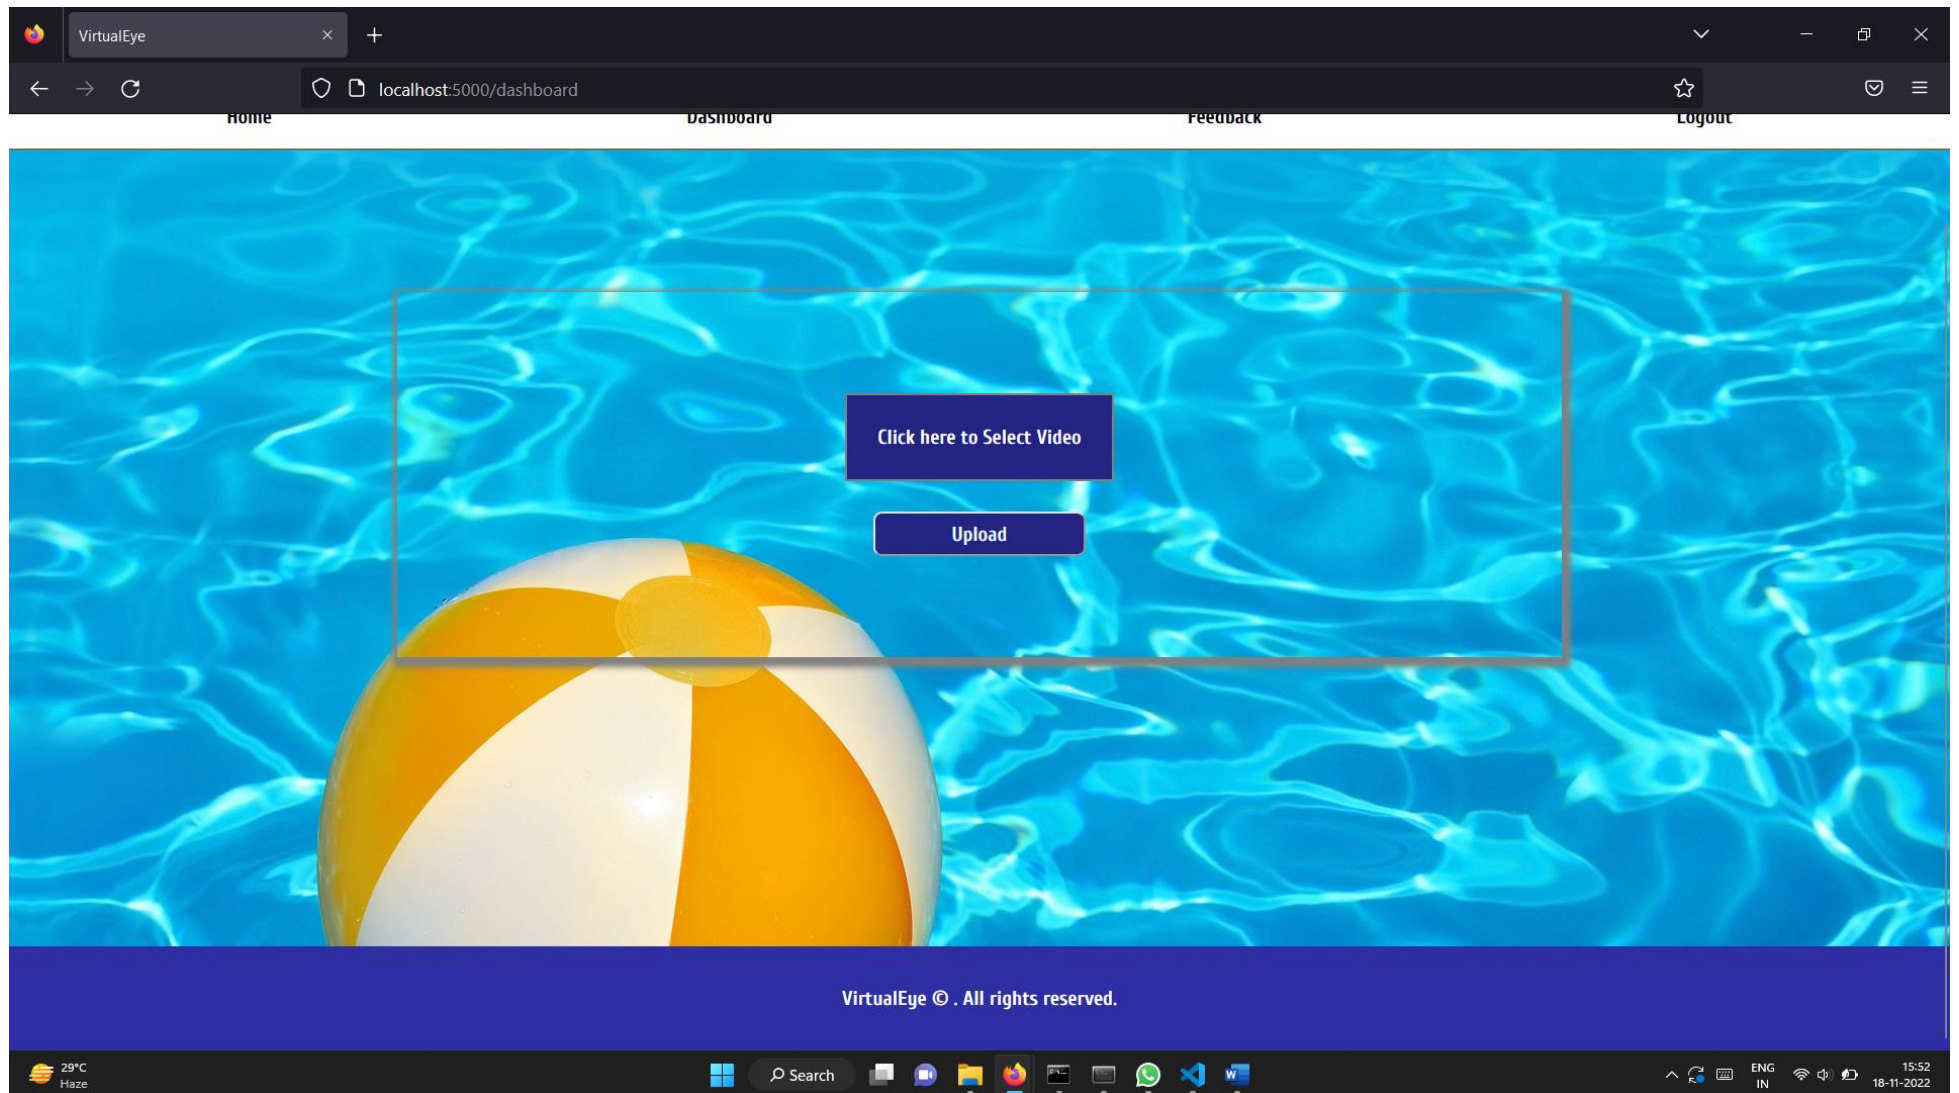 VirtualEye
localhost:5000/dashboard
Home Dashboard Feedback Logout
Click here to Select Video
Upload
VirtualEye © . All rights reserved.
29°C
Haze
Search
ENG
IN
15:52
18-11-2022